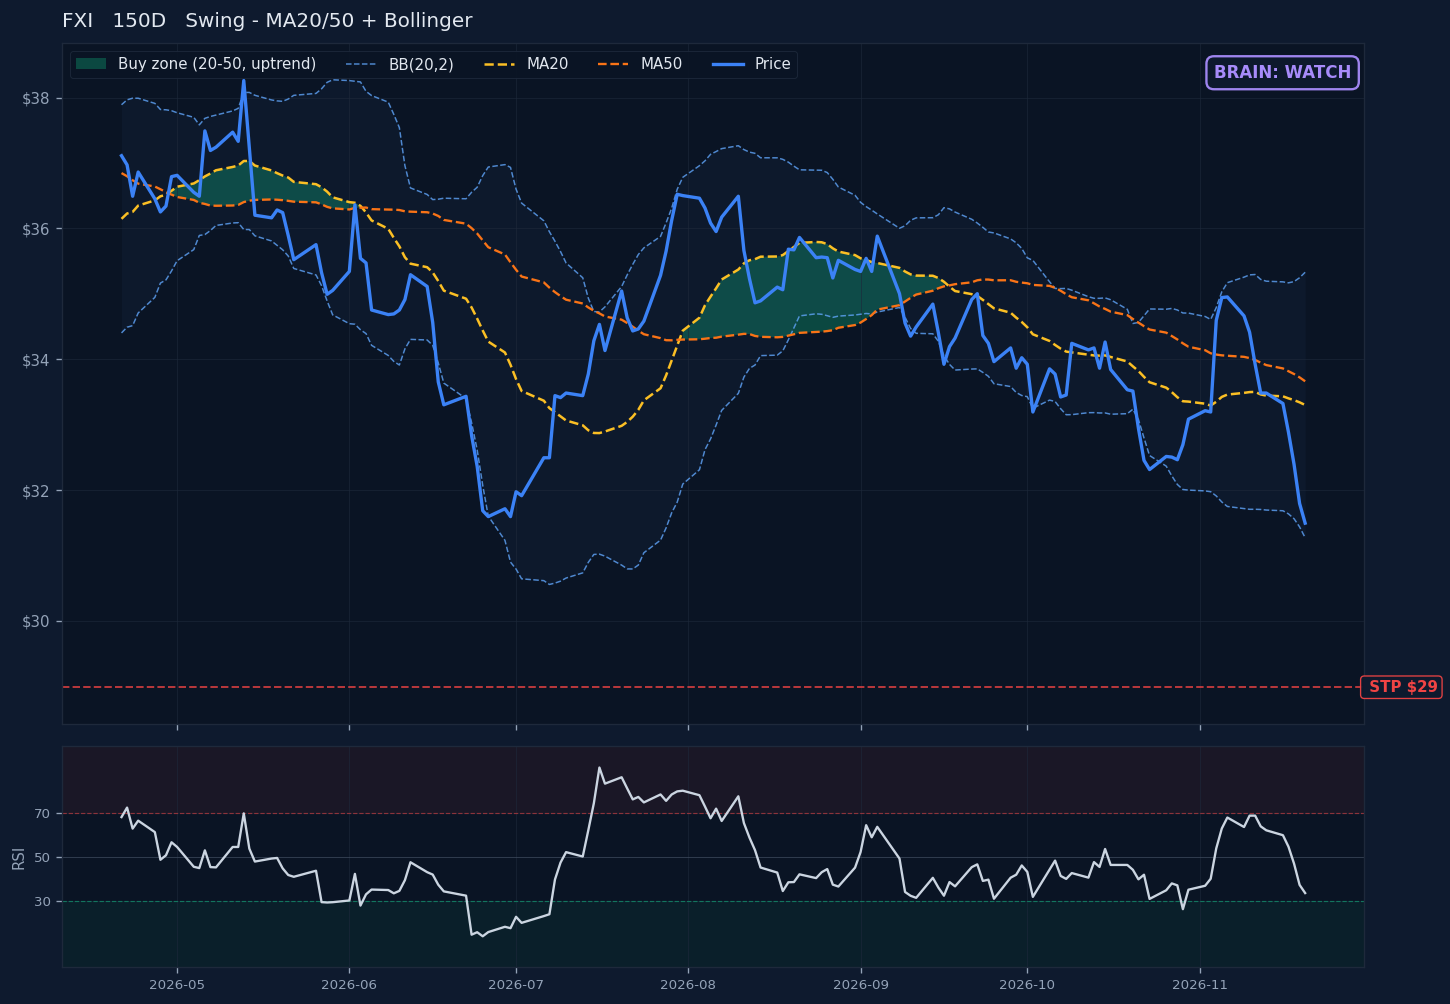 FXI   150D   Swing - MA20/50 + Bollinger
Buy zone (20-50, uptrend)   BB(20,2)   MA20   MA50   Price
BRAIN: WATCH
$38
$36
$34
$32
$30
STP $29
RSI
70
50
30
2026-05   2026-06   2026-07   2026-08   2026-09   2026-10   2026-11